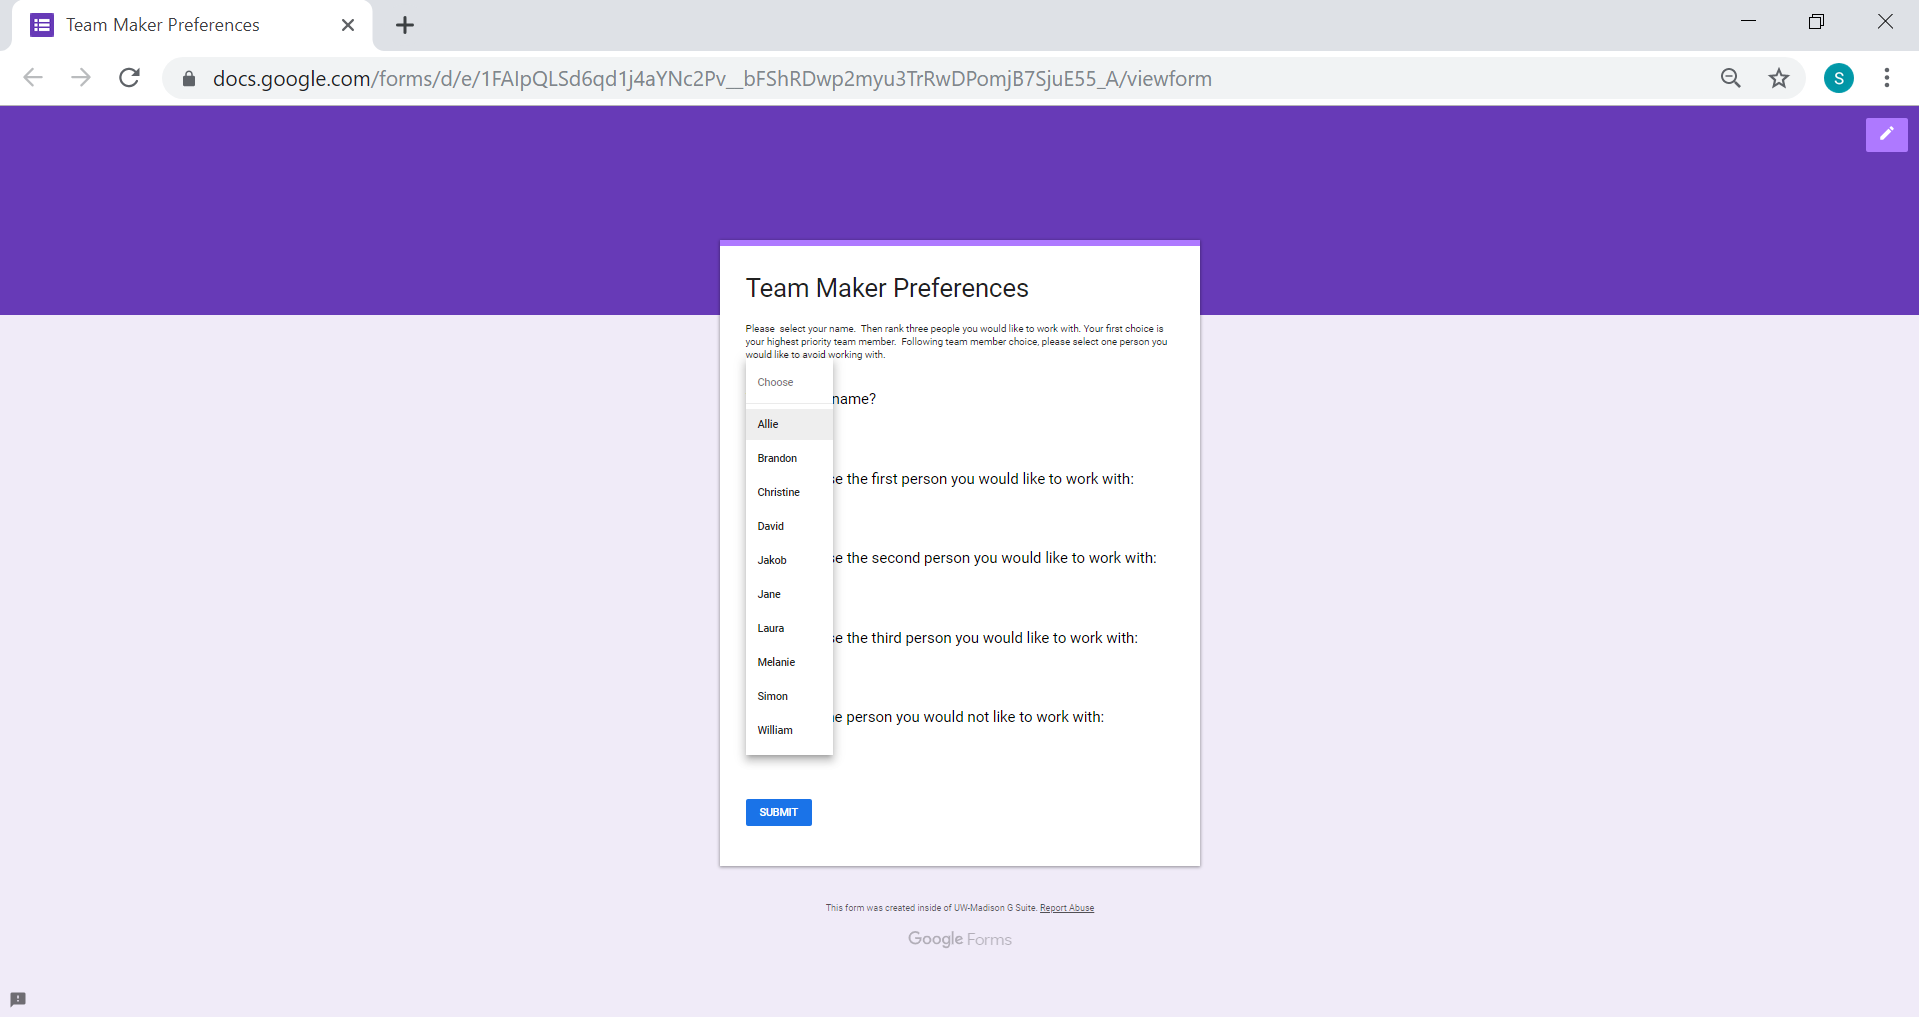 Team Maker Preferences
docs.google.com/forms/d/e/1FAIpQLSd6qd1j4aYNc2Pv__bFShRDwp2myu3TrRwDPomjB7SjuE55_A/viewform
S
Team Maker Preferences
Please select your name. Then rank three people you would like to work with. Your first choice is
your highest priority team member. Following team member choice, please select one person you
would like to avoid working with.
Choose
name?
Allie
Brandon
se the first person you would like to work with:
Christine
David
se the second person you would like to work with:
Jakob
Jane
Laura
se the third person you would like to work with:
Melanie
Simon
ne person you would not like to work with:
William
SUBMIT
This form was created inside of UW-Madison G Suite. Report Abuse
Google Forms